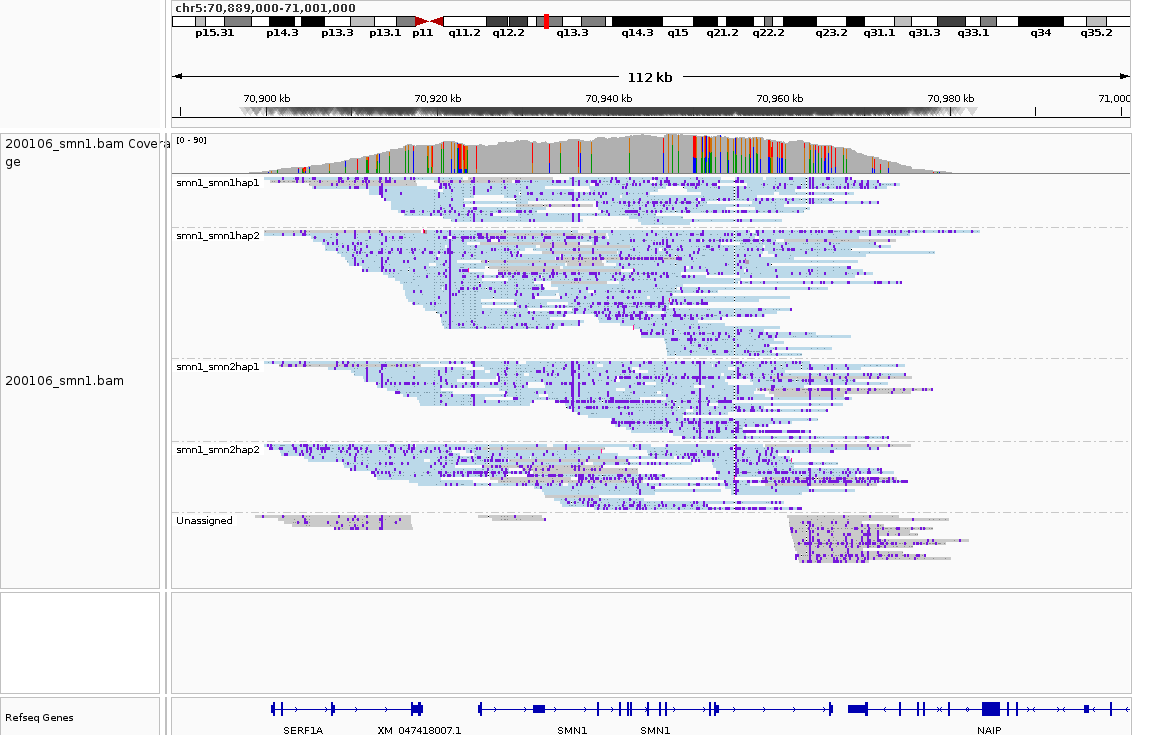 chr5:70,889,000-71,001,000
p15.31 p14.3 p13.3 p13.1 p11 q11.2 q12.2 q13.3 q14.3 q15 q21.2 q22.2 q23.2 q31.1 q31.3 q33.1 q34 q35.2
112 kb
70,900 kb 70,920 kb 70,940 kb 70,960 kb 70,980 kb 71,000
200106_smn1.bam Covera
ge
[0 - 90]
smn1_smn1hap1
smn1_smn1hap2
smn1_smn2hap1
200106_smn1.bam
smn1_smn2hap2
Unassigned
Refseq Genes
SERF1A XM_047418007.1 SMN1 SMN1 NAIP